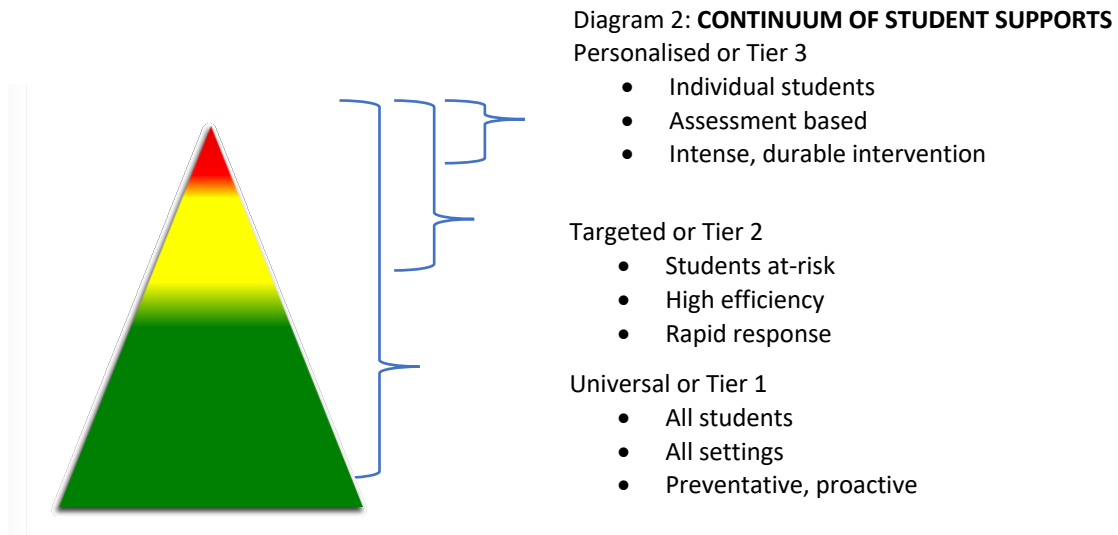 Diagram 2: CONTINUUM OF STUDENT SUPPORTS
Personalised or Tier 3
• Individual students
• Assessment based
• Intense, durable intervention
Targeted or Tier 2
• Students at-risk
• High efficiency
• Rapid response
Universal or Tier 1
• All students
• All settings
• Preventative, proactive